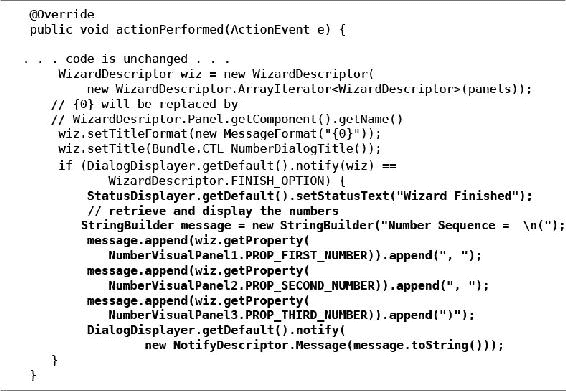 @Override
public void actionPerformed(ActionEvent e) {
. . . code is unchanged . . .
WizardDescriptor wiz = new WizardDescriptor(
new WizardDescriptor.ArrayIterator<WizardDescriptor>(panels));
// {0} will be replaced by
// WizardDesriptor.Panel.getComponent().getName()
wiz.setTitleFormat(new MessageFormat("{0}"));
wiz.setTitle(Bundle.CTL_NumberDialogTitle());
if (DialogDisplayer.getDefault().notify(wiz) ==
WizardDescriptor.FINISH_OPTION) {
StatusDisplayer.getDefault().setStatusText("Wizard Finished");
// retrieve and display the numbers
StringBuilder message = new StringBuilder("Number Sequence =  \n(");
message.append(wiz.getProperty(
NumberVisualPanel1.PROP_FIRST_NUMBER)).append(", ");
message.append(wiz.getProperty(
NumberVisualPanel2.PROP_SECOND_NUMBER)).append(", ");
message.append(wiz.getProperty(
NumberVisualPanel3.PROP_THIRD_NUMBER)).append(")");
DialogDisplayer.getDefault().notify(
new NotifyDescriptor.Message(message.toString()));
}
}